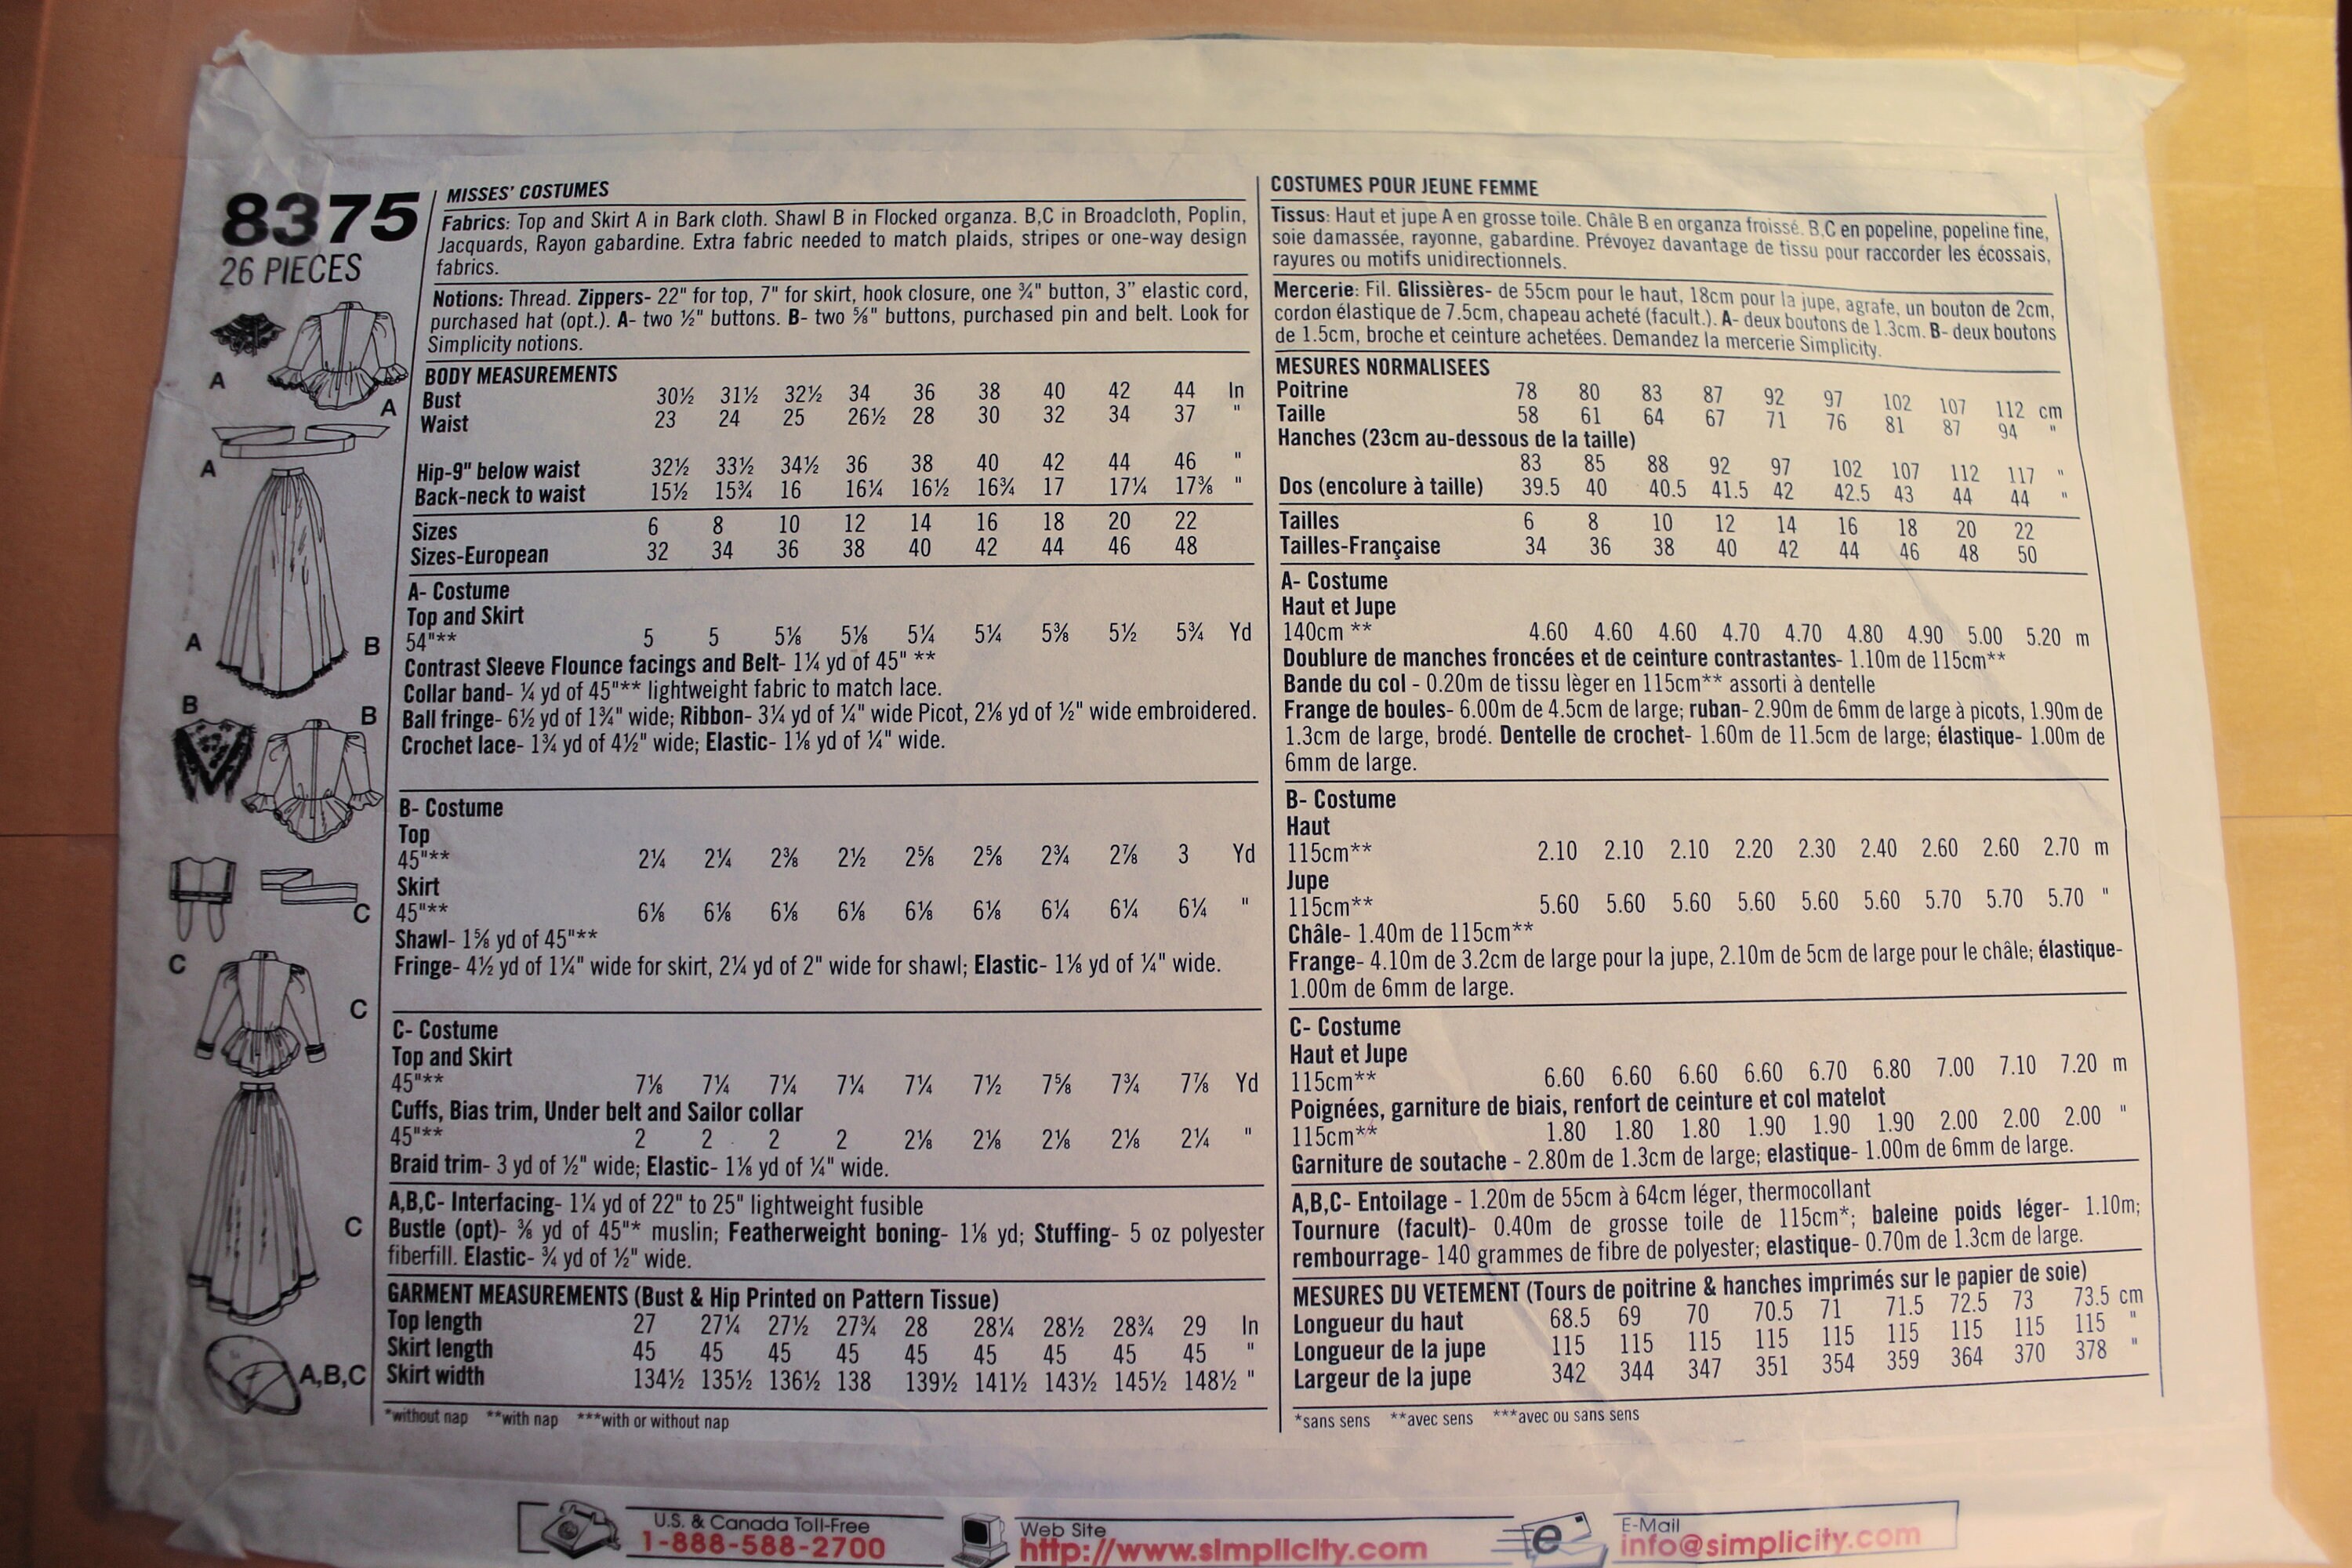 8375
26 PIECES
A
A
A
A
B
B
B
C
C
C
C
A,B,C
MISSES' COSTUMES
Fabrics: Top and Skirt A in Bark cloth. Shawl B in Flocked organza. B,C in Broadcloth, Poplin,
Jacquards, Rayon gabardine. Extra fabric needed to match plaids, stripes or one-way design
fabrics.
Notions: Thread. Zippers- 22" for top, 7" for skirt, hook closure, one ¾" button, 3" elastic cord,
purchased hat (opt.). A- two ½" buttons. B- two ⅝" buttons, purchased pin and belt. Look for
Simplicity notions.
BODY MEASUREMENTS
Bust 30½ 31½ 32½ 34 36 38 40 42 44 In
Waist 23 24 25 26½ 28 30 32 34 37 "
Hip-9" below waist 32½ 33½ 34½ 36 38 40 42 44 46 "
Back-neck to waist 15½ 15¾ 16 16¼ 16½ 16¾ 17 17¼ 17⅜ "
Sizes 6 8 10 12 14 16 18 20 22
Sizes-European 32 34 36 38 40 42 44 46 48
A- Costume
Top and Skirt
54"** 5 5 5⅛ 5⅛ 5¼ 5¼ 5⅜ 5½ 5¾ Yd
Contrast Sleeve Flounce facings and Belt- 1¼ yd of 45" **
Collar band- ¼ yd of 45"** lightweight fabric to match lace.
Ball fringe- 6½ yd of 1¾" wide; Ribbon- 3¼ yd of ¼" wide Picot, 2⅛ yd of ½" wide embroidered.
Crochet lace- 1¾ yd of 4½" wide; Elastic- 1⅛ yd of ¼" wide.
B- Costume
Top
45"** 2¼ 2¼ 2⅜ 2½ 2⅝ 2⅝ 2¾ 2⅞ 3 Yd
Skirt
45"** 6⅛ 6⅛ 6⅛ 6⅛ 6⅛ 6⅛ 6¼ 6¼ 6¼ "
Shawl- 1⅝ yd of 45"**
Fringe- 4½ yd of 1¼" wide for skirt, 2¼ yd of 2" wide for shawl; Elastic- 1⅛ yd of ¼" wide.
C- Costume
Top and Skirt
45"** 7⅛ 7¼ 7¼ 7¼ 7¼ 7½ 7⅝ 7¾ 7⅞ Yd
Cuffs, Bias trim, Under belt and Sailor collar
45"** 2 2 2 2 2⅛ 2⅛ 2⅛ 2⅛ 2¼ "
Braid trim- 3 yd of ½" wide; Elastic- 1⅛ yd of ¼" wide.
A,B,C- Interfacing- 1¼ yd of 22" to 25" lightweight fusible
Bustle (opt)- ⅜ yd of 45"* muslin; Featherweight boning- 1⅛ yd; Stuffing- 5 oz polyester
fiberfill. Elastic- ¾ yd of ½" wide.
GARMENT MEASUREMENTS (Bust & Hip Printed on Pattern Tissue)
Top length 27 27¼ 27½ 27¾ 28 28¼ 28½ 28¾ 29 In
Skirt length 45 45 45 45 45 45 45 45 45 "
Skirt width 134½ 135½ 136½ 138 139½ 141½ 143½ 145½ 148½ "
*without nap **with nap ***with or without nap
COSTUMES POUR JEUNE FEMME
Tissus: Haut et jupe A en grosse toile. Châle B en organza froissé. B,C en popeline, popeline fine,
soie damassée, rayonne, gabardine. Prévoyez davantage de tissu pour raccorder les écossais,
rayures ou motifs unidirectionnels.
Mercerie: Fil. Glissières- de 55cm pour le haut, 18cm pour la jupe, agrafe, un bouton de 2cm,
cordon élastique de 7.5cm, chapeau acheté (facult.). A- deux boutons de 1.3cm. B- deux boutons
de 1.5cm, broche et ceinture achetées. Demandez la mercerie Simplicity.
MESURES NORMALISEES
Poitrine 78 80 83 87 92 97 102 107 112 cm
Taille 58 61 64 67 71 76 81 87 94 "
Hanches (23cm au-dessous de la taille)
83 85 88 92 97 102 107 112 117 "
Dos (encolure à taille) 39.5 40 40.5 41.5 42 42.5 43 44 44 "
Tailles 6 8 10 12 14 16 18 20 22
Tailles-Française 34 36 38 40 42 44 46 48 50
A- Costume
Haut et Jupe
140cm ** 4.60 4.60 4.60 4.70 4.70 4.80 4.90 5.00 5.20 m
Doublure de manches froncées et de ceinture contrastantes- 1.10m de 115cm**
Bande du col - 0.20m de tissu lèger en 115cm** assorti à dentelle
Frange de boules- 6.00m de 4.5cm de large; ruban- 2.90m de 6mm de large à picots, 1.90m de
1.3cm de large, brodé. Dentelle de crochet- 1.60m de 11.5cm de large; élastique- 1.00m de
6mm de large.
B- Costume
Haut
115cm** 2.10 2.10 2.10 2.20 2.30 2.40 2.60 2.60 2.70 m
Jupe
115cm** 5.60 5.60 5.60 5.60 5.60 5.60 5.70 5.70 5.70 "
Châle- 1.40m de 115cm**
Frange- 4.10m de 3.2cm de large pour la jupe, 2.10m de 5cm de large pour le châle; élastique-
1.00m de 6mm de large.
C- Costume
Haut et Jupe
115cm** 6.60 6.60 6.60 6.60 6.70 6.80 7.00 7.10 7.20 m
Poignées, garniture de biais, renfort de ceinture et col matelot
115cm** 1.80 1.80 1.80 1.90 1.90 1.90 2.00 2.00 2.00 "
Garniture de soutache - 2.80m de 1.3cm de large; elastique- 1.00m de 6mm de large.
A,B,C- Entoilage - 1.20m de 55cm à 64cm léger, thermocollant
Tournure (facult)- 0.40m de grosse toile de 115cm*; baleine poids léger- 1.10m;
rembourrage- 140 grammes de fibre de polyester; elastique- 0.70m de 1.3cm de large.
MESURES DU VETEMENT (Tours de poitrine & hanches imprimés sur le papier de soie)
Longueur du haut 68.5 69 70 70.5 71 71.5 72.5 73 73.5 cm
Longueur de la jupe 115 115 115 115 115 115 115 115 115 "
Largeur de la jupe 342 344 347 351 354 359 364 370 378 "
*sans sens **avec sens ***avec ou sans sens
U.S. & Canada Toll-Free
1-888-588-2700
Web Site
http://www.simplicity.com
e
E-Mail
info@simplicity.com